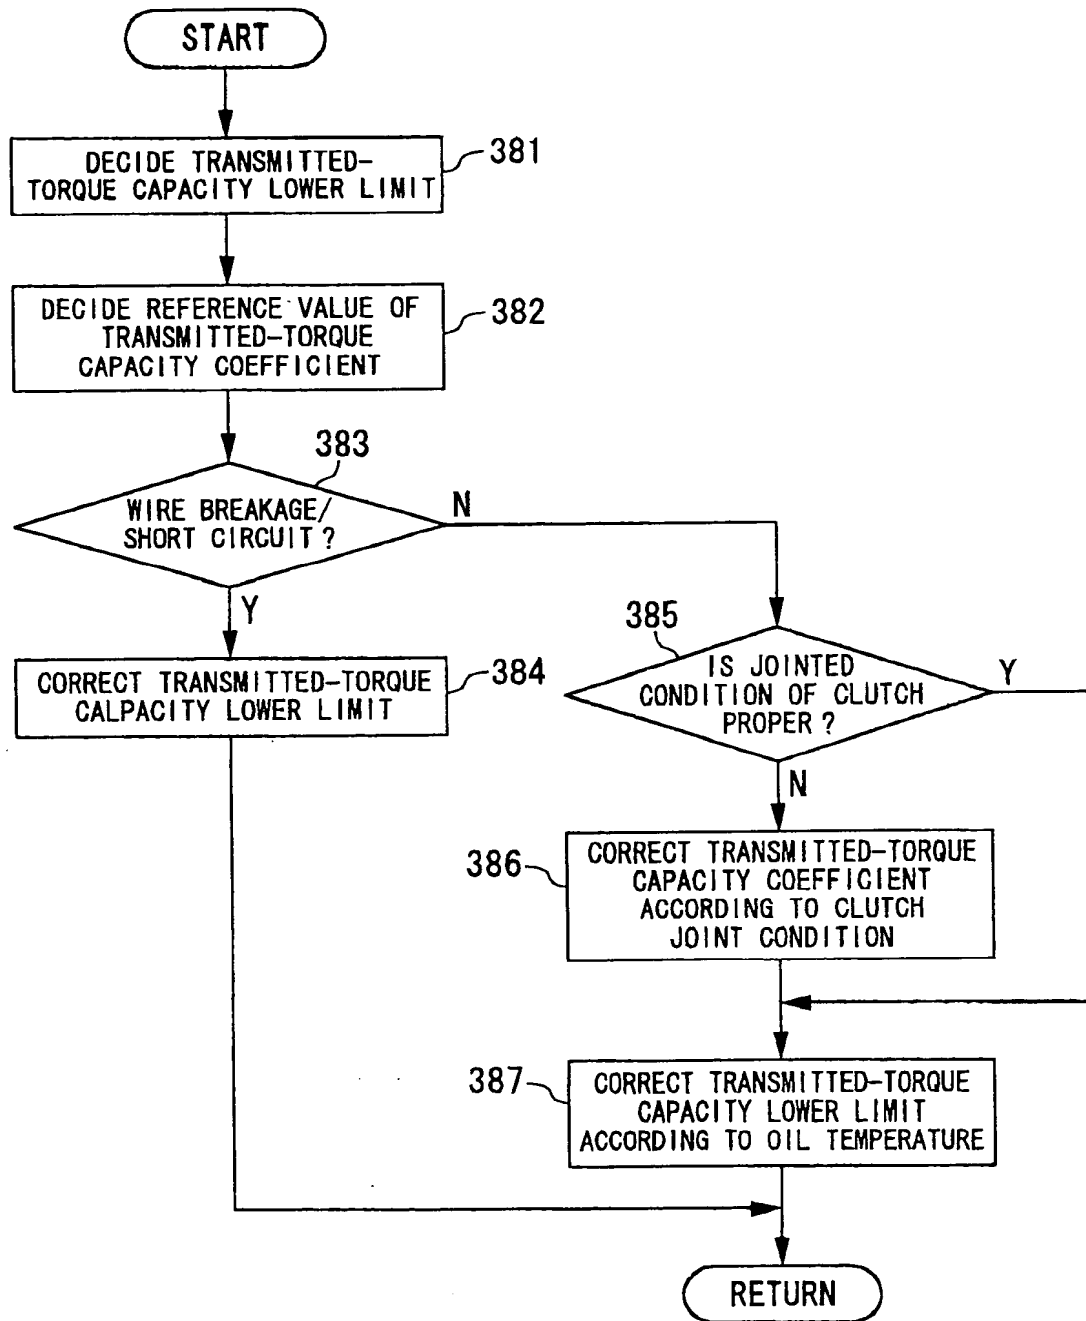 START
DECIDE TRANSMITTED-
TORQUE CAPACITY LOWER LIMIT
381
DECIDE REFERENCE VALUE OF
TRANSMITTED-TORQUE
CAPACITY COEFFICIENT
382
383
WIRE BREAKAGE/
SHORT CIRCUIT?
N
Y
CORRECT TRANSMITTED-TORQUE
CALPACITY LOWER LIMIT
384
385
IS JOINTED
CONDITION OF CLUTCH
PROPER?
Y
N
386
CORRECT TRANSMITTED-TORQUE
CAPACITY COEFFICIENT
ACCORDING TO CLUTCH
JOINT CONDITION
387
CORRECT TRANSMITTED-TORQUE
CAPACITY LOWER LIMIT
ACCORDING TO OIL TEMPERATURE
RETURN